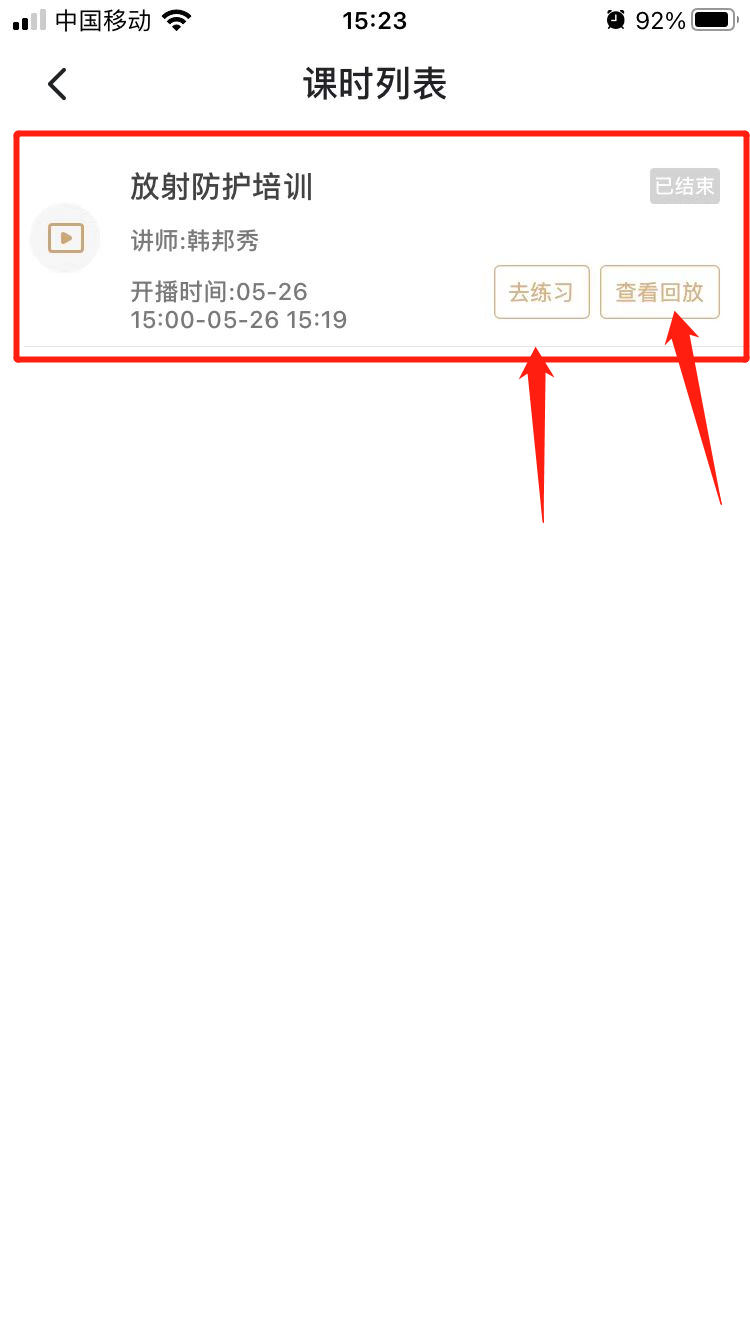 中国移动 15:23 92%
课时列表
放射防护培训 已结束
讲师:韩邦秀
开播时间:05-26
15:00-05-26 15:19
去练习 查看回放